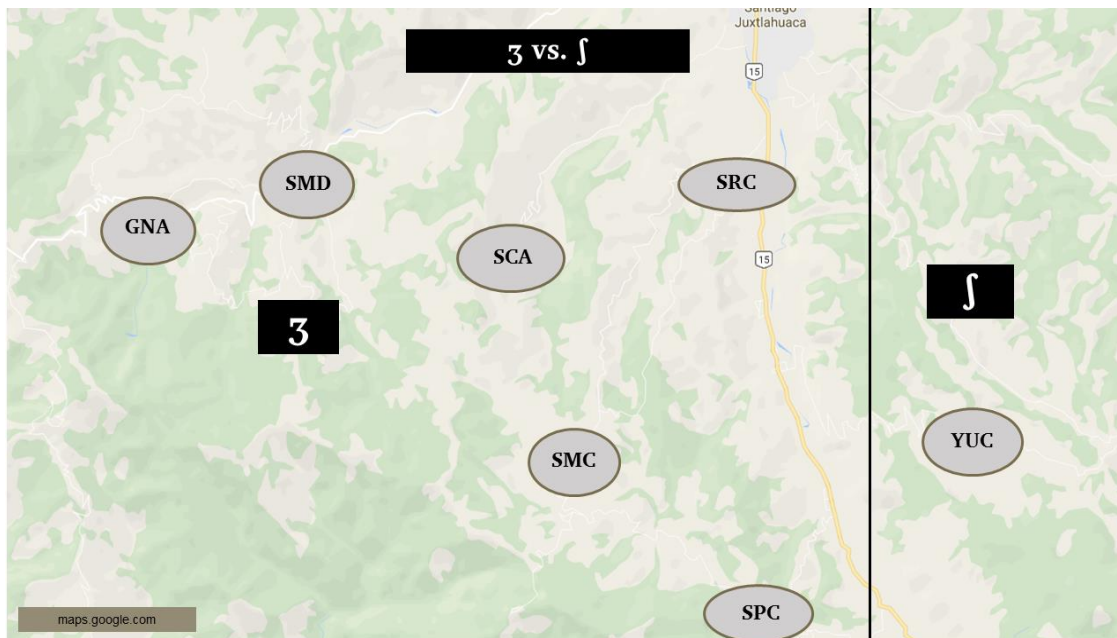 Santiago
Juxtlahuaca
ʒ vs. ʃ
15
SMD
SRC
GNA
SCA
15
ʃ
ʒ
YUC
SMC
SPC
maps.google.com